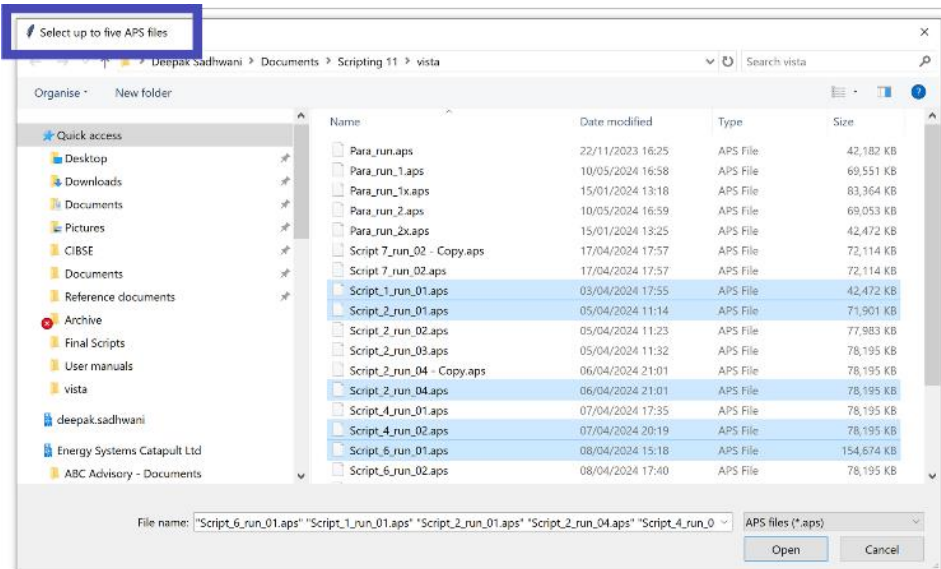 Select up to five APS files
Deepak Sadhwani > Documents > Scripting 11 > vista
Search vista
Organise
New folder
Name Date modified Type Size
Quick access
Desktop
Downloads
Documents
Pictures
CIBSE
Documents
Reference documents
Archive
Final Scripts
User manuals
vista
deepak.sadhwani
Energy Systems Catapult Ltd
ABC Advisory - Documents
Para_run.aps 22/11/2023 16:25 APS File 42,182 KB
Para_run_1.aps 10/05/2024 16:58 APS File 69,551 KB
Para_run_1x.aps 15/01/2024 13:18 APS File 83,364 KB
Para_run_2.aps 10/05/2024 16:59 APS File 69,053 KB
Para_run_2x.aps 15/01/2024 13:25 APS File 42,472 KB
Script 7_run_02 - Copy.aps 17/04/2024 17:57 APS File 72,114 KB
Script 7_run_02.aps 17/04/2024 17:57 APS File 72,114 KB
Script_1_run_01.aps 03/04/2024 17:55 APS File 42,472 KB
Script_2_run_01.aps 05/04/2024 11:14 APS File 71,901 KB
Script_2_run_02.aps 05/04/2024 11:23 APS File 77,983 KB
Script_2_run_03.aps 05/04/2024 11:32 APS File 78,195 KB
Script_2_run_04 - Copy.aps 06/04/2024 21:01 APS File 78,195 KB
Script_2_run_04.aps 06/04/2024 21:01 APS File 78,195 KB
Script_4_run_01.aps 07/04/2024 17:35 APS File 78,195 KB
Script_4_run_02.aps 07/04/2024 20:19 APS File 78,195 KB
Script_6_run_01.aps 08/04/2024 15:18 APS File 154,674 KB
Script_6_run_02.aps 08/04/2024 17:40 APS File 78,195 KB
File name: "Script_6_run_01.aps" "Script_1_run_01.aps" "Script_2_run_01.aps" "Script_2_run_04.aps" "Script_4_run_0
APS files (*.aps)
Open Cancel